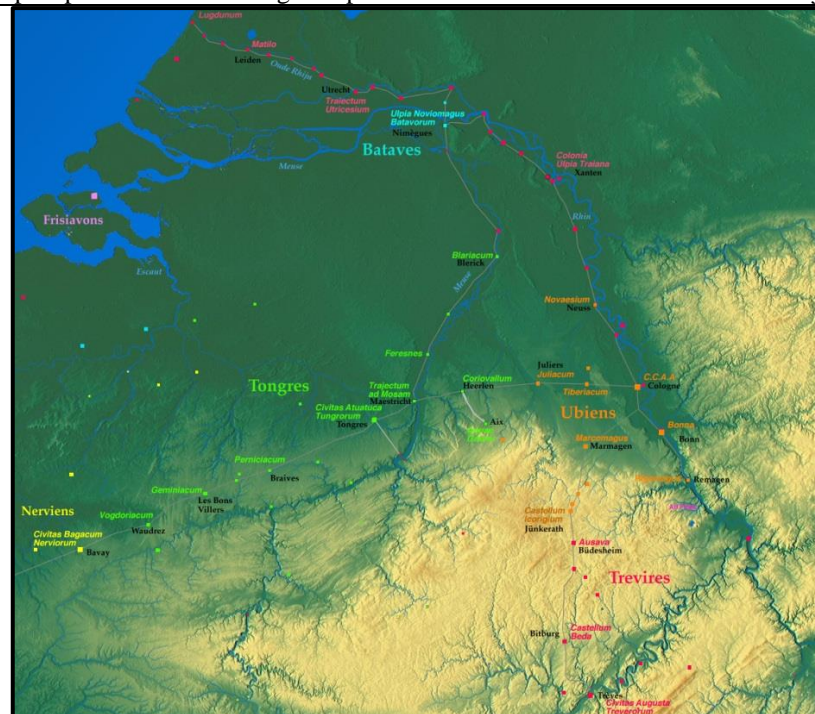 Lugdunum
Matilo
Leiden
Oude Rhijn
Utrecht
Traiectum
Utricesium
Ulpia Noviomagus
Batavorum
Nimègues
Bataves
Colonia
Ulpia Traiana
Xanten
Meuse
Rhin
Frisiavons
Escaut
Blariacum
Blerick
Meuse
Novaesium
Neuss
Feresnes
Juliers
Juliacum
Tiberiacum
C.C.A.A
Cologne
Coriovallum
Heerlen
Tongres
Trajectum
ad Mosam
Maestricht
Civitas Atuatuca
Tungrorum
Tongres
Aix
Ubiens
Bonna
Bonn
Marcomagus
Marmagen
Perniciacum
Braives
Remagen
Geminiacum
Les Bons
Villers
Nerviens
Vogdoriacum
Waudrez
Castellum
Icorigium
Jünkerath
Civitas Bagacum
Nerviorum
Bavay
Ausava
Büdesheim
Trevires
Bitburg
Castellum
Beda
Trèves
Civitas Augusta
Treverorum